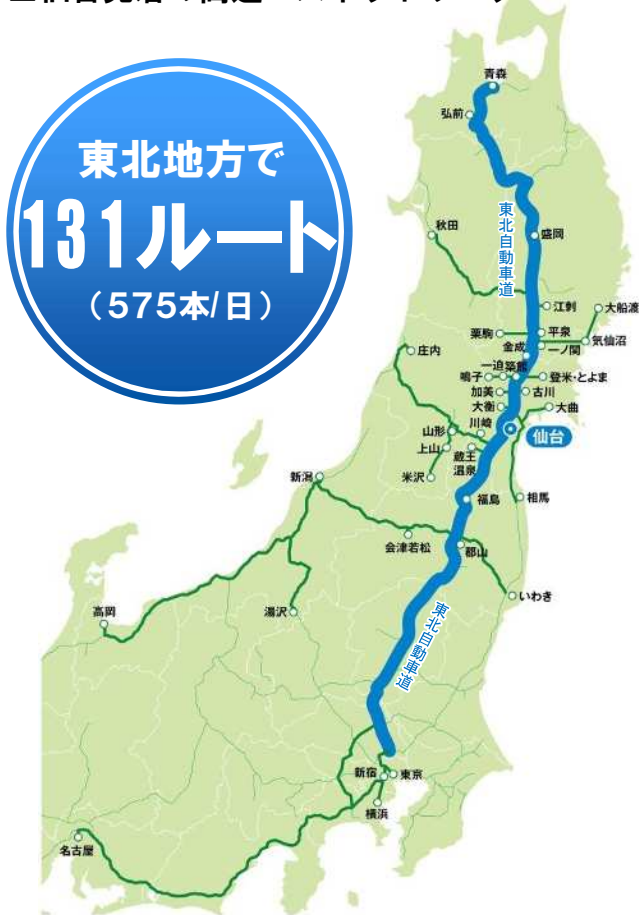 東北地方で
131ルート
（575本/日）
青森
弘前
東北自動車道
秋田
盛岡
江刺
大船渡
栗駒
平泉
気仙沼
金成
一ノ関
庄内
一迫
築館
鳴子
登米・とよま
加美
古川
大衡
大曲
川崎
山形
仙台
上山
蔵王
温泉
新潟
米沢
福島
相馬
会津若松
郡山
いわき
高岡
湯沢
東北自動車道
新宿
東京
横浜
名古屋